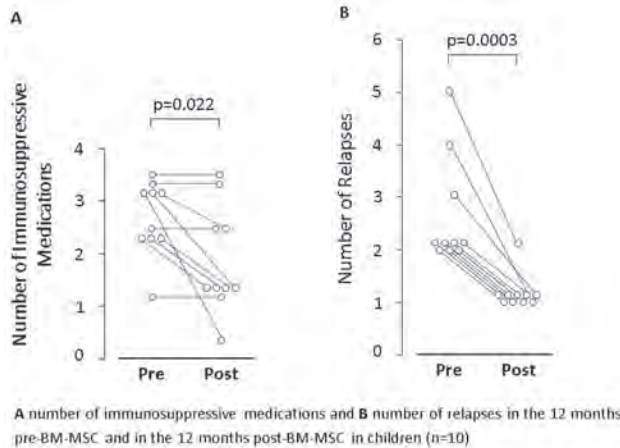 A
B
p=0.022
p=0.0003
Number of Immunosuppressive
Medications
4
3
2
1
0
Pre Post
Number of Relapses
6
5
4
3
2
1
0
Pre Post
A number of immunosuppressive medications and B number of relapses in the 12 months
pre-BM-MSC and in the 12 months post-BM-MSC in children (n=10)